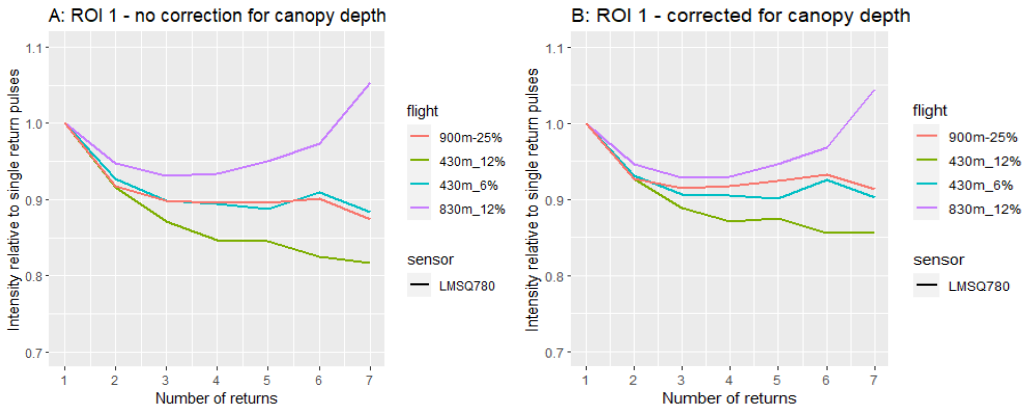 A: ROI 1 - no correction for canopy depth
Intensity relative to single return pulses
1.1
1.0
0.9
0.8
0.7
1 2 3 4 5 6 7
Number of returns
flight
900m-25%
430m_12%
430m_6%
830m_12%
sensor
LMSQ780
B: ROI 1 - corrected for canopy depth
Intensity relative to single return pulses
1.1
1.0
0.9
0.8
0.7
1 2 3 4 5 6 7
Number of returns
flight
900m-25%
430m_12%
430m_6%
830m_12%
sensor
LMSQ780